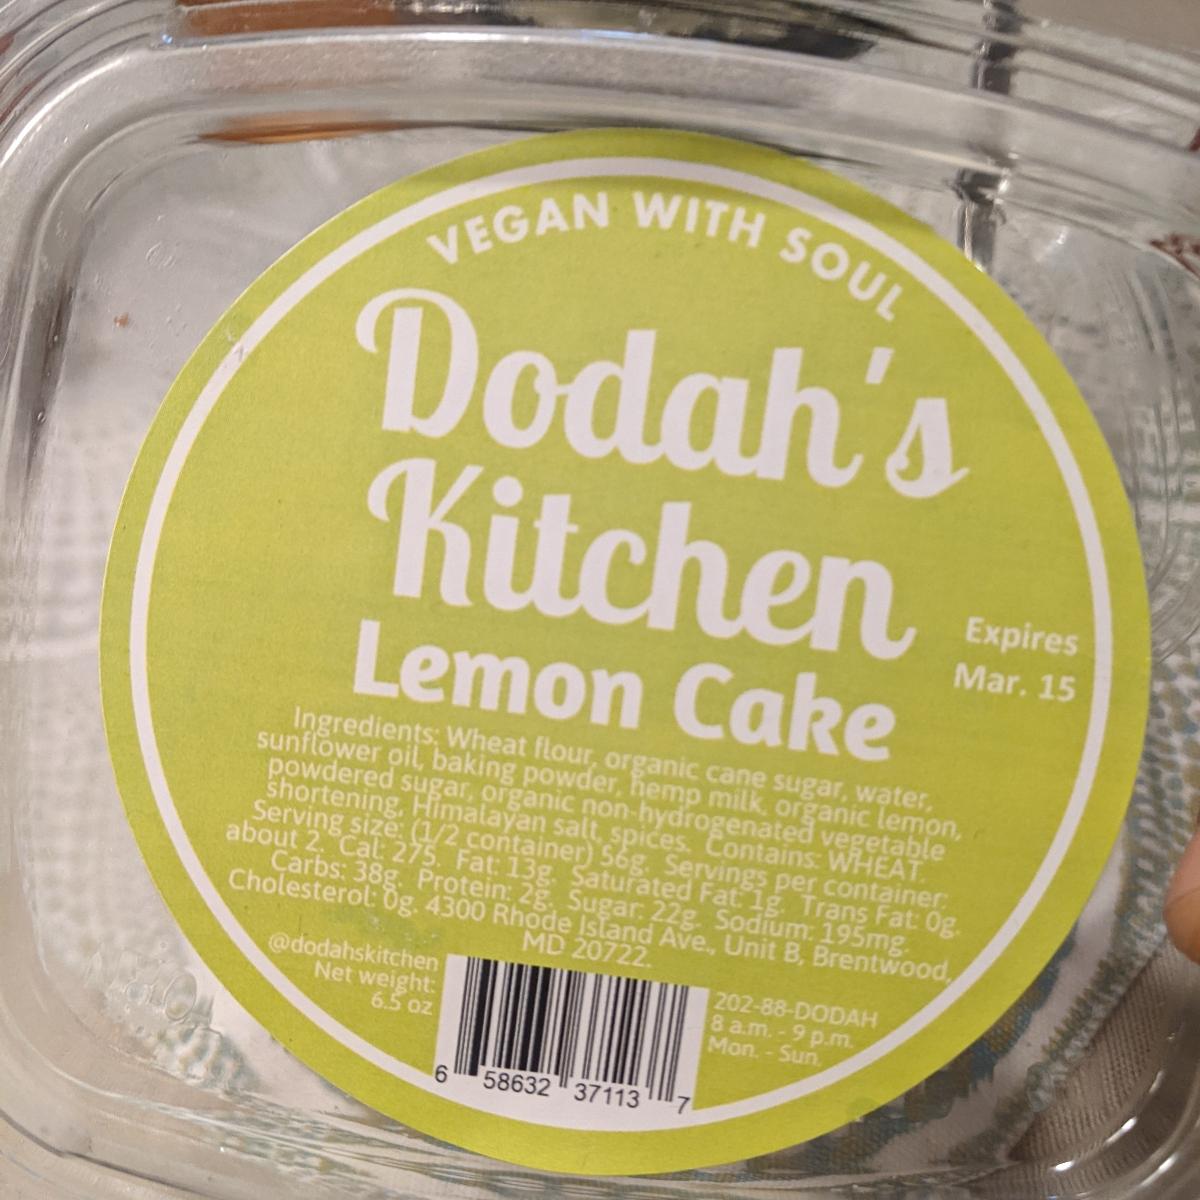 VEGAN WITH SOUL
Dodah's
Kitchen
Lemon Cake
Expires
Mar. 15
Ingredients: Wheat flour, organic cane sugar, water,
sunflower oil, baking powder, hemp milk, organic lemon,
powdered sugar, organic non-hydrogenated vegetable
shortening, Himalayan salt, spices. Contains: WHEAT.
Serving size: (1/2 container) 56g. Servings per container:
about 2. Cal: 275. Fat: 13g. Saturated Fat: 1g. Trans Fat: 0g.
Carbs: 38g. Protein: 2g. Sugar: 22g. Sodium: 195mg.
Cholesterol: 0g. 4300 Rhode Island Ave., Unit B, Brentwood,
MD 20722.
@dodahskitchen
Net weight:
6.5 oz
202-88-DODAH
8 a.m. - 9 p.m.
Mon. - Sun.
6 58632 37113 7